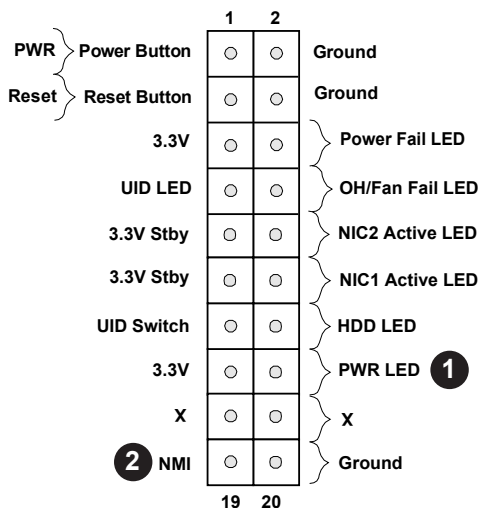 1 2
PWR Power Button Ground
Reset Reset Button Ground
3.3V Power Fail LED
UID LED OH/Fan Fail LED
3.3V Stby NIC2 Active LED
3.3V Stby NIC1 Active LED
UID Switch HDD LED
3.3V PWR LED 1
X X
2 NMI Ground
19 20